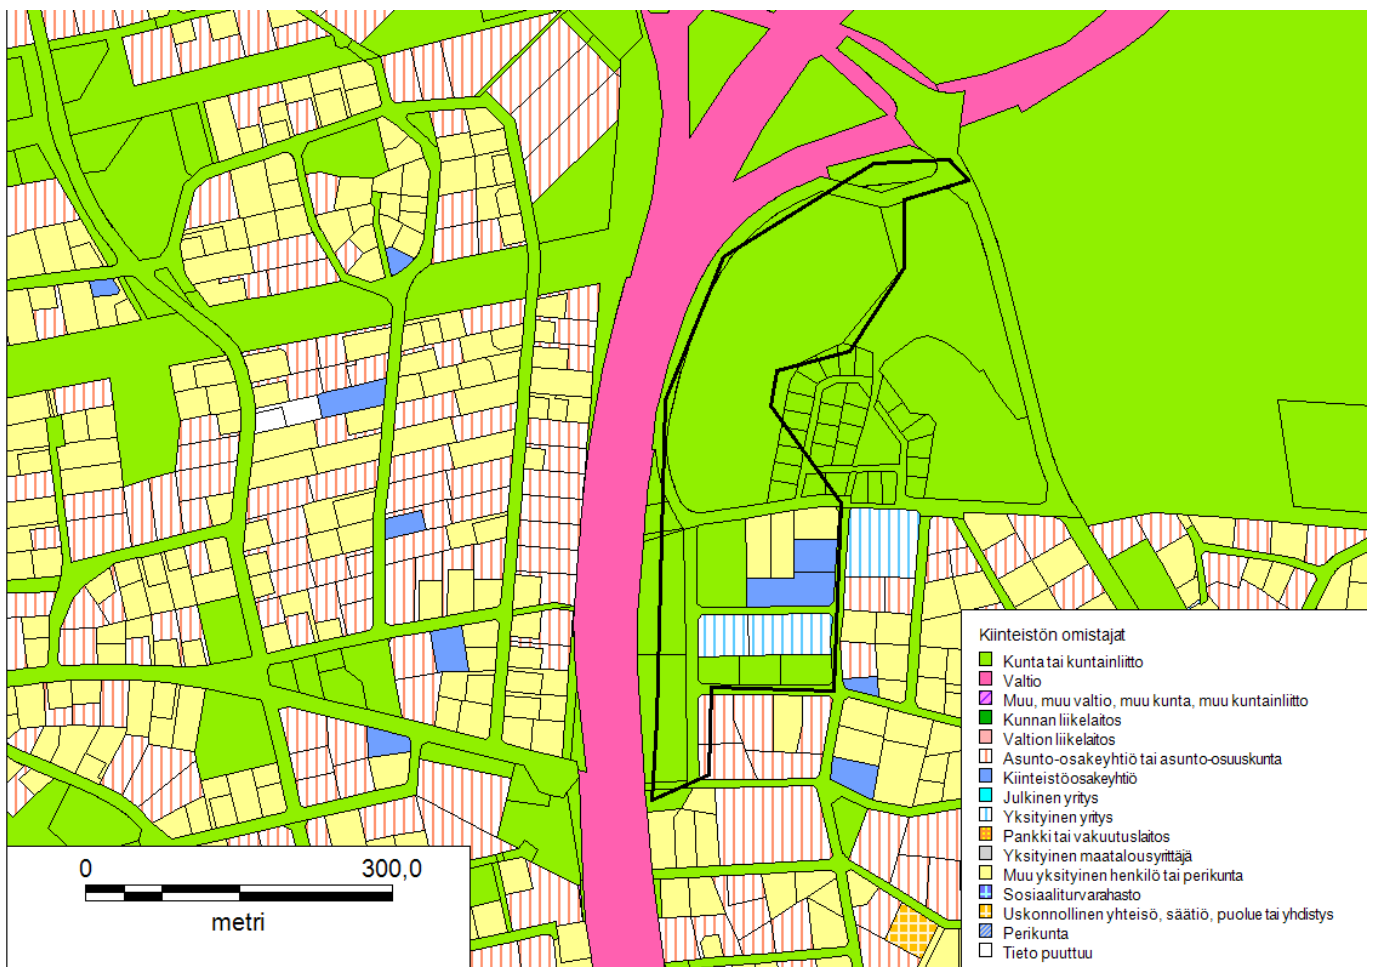 Kiinteistön omistajat
Kunta tai kuntainliitto
Valtio
Muu, muu valtio, muu kunta, muu kuntainliitto
Kunnan liikelaitos
Valtion liikelaitos
Asunto-osakeyhtiö tai asunto-osuuskunta
Kiinteistöosakeyhtiö
Julkinen yritys
Yksityinen yritys
Pankki tai vakuutuslaitos
Yksityinen maatalousyrittäjä
Muu yksityinen henkilö tai perikunta
Sosiaaliturvarahasto
Uskonnollinen yhteisö, säätiö, puolue tai yhdistys
Perikunta
Tieto puuttuu
0 300,0
metri